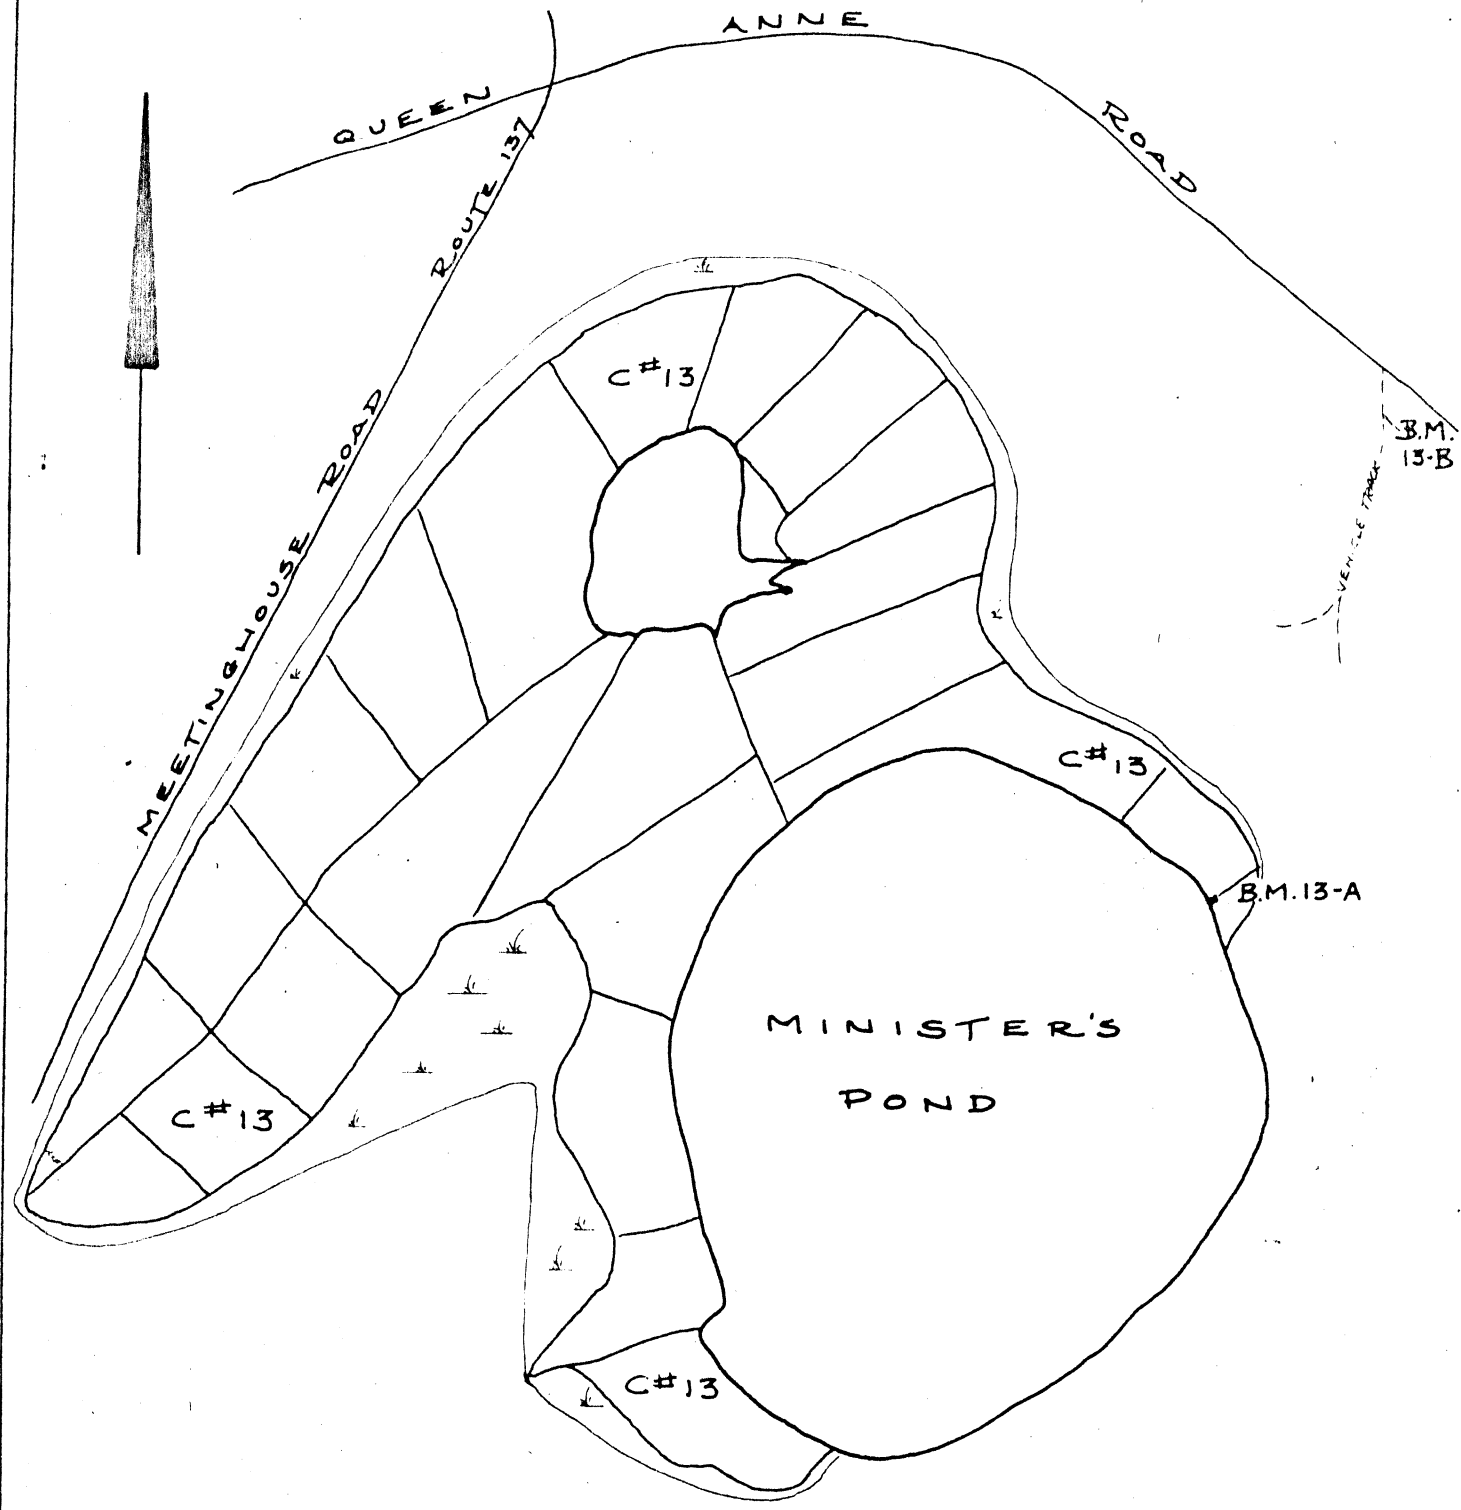 QUEEN ANNE ROAD
MEETINGHOUSE ROAD ROUTE 137
C#13
B.M.
13-B
VEHICLE TRACK
C#13
B.M.13-A
MINISTER'S
POND
C#13
C#13